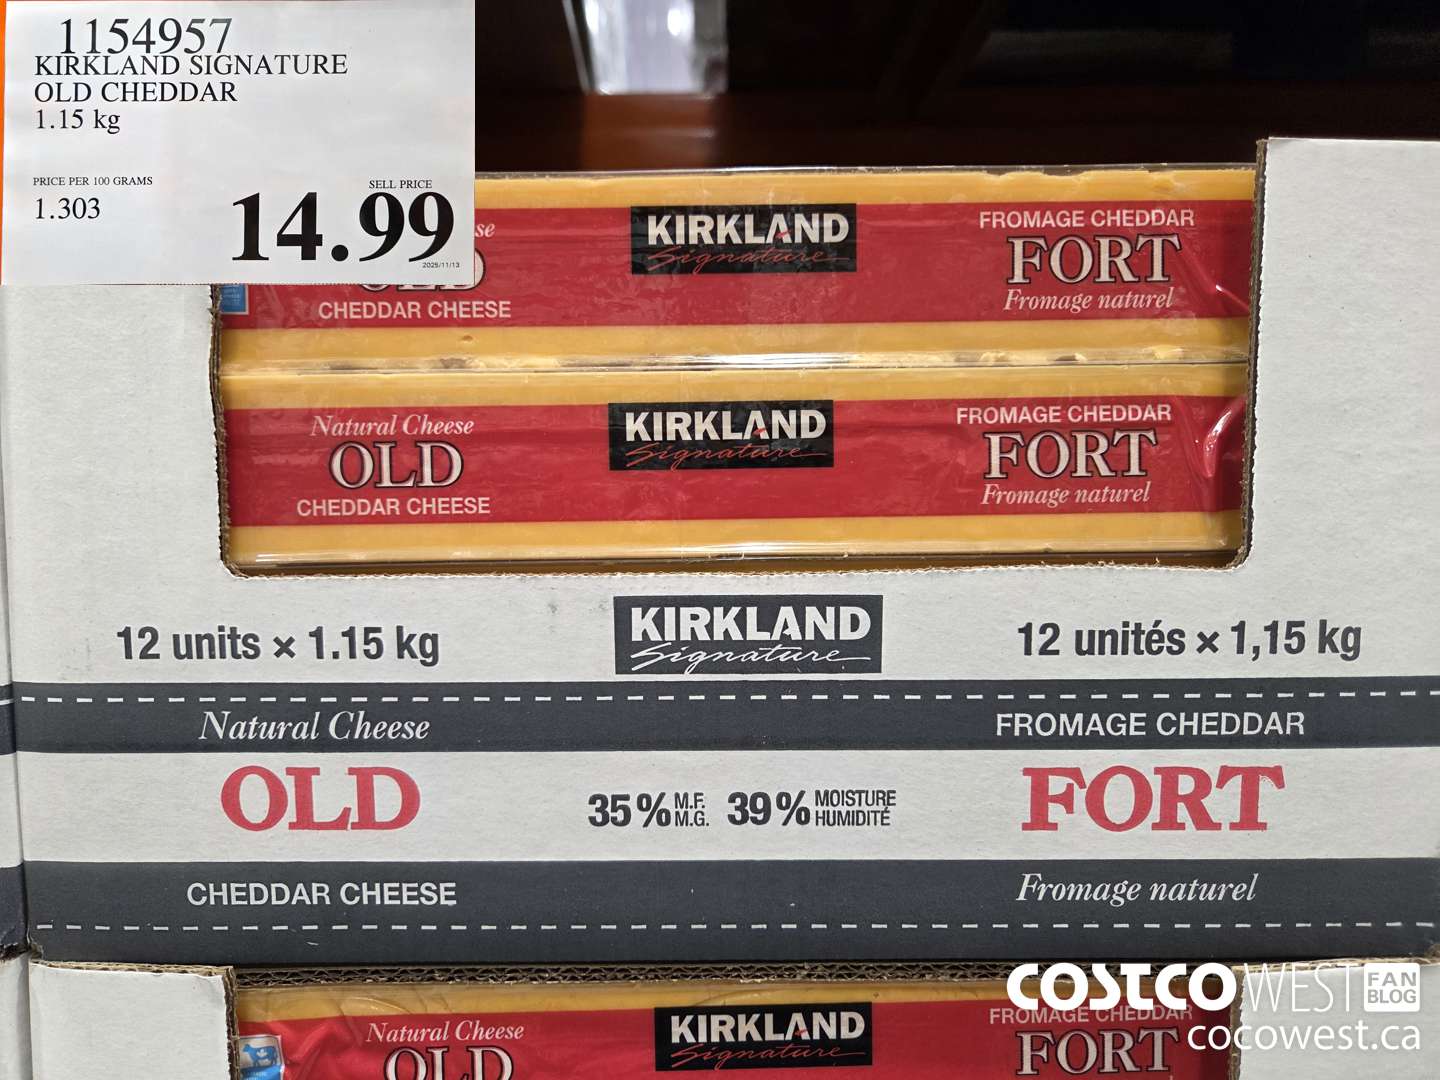 1154957
KIRKLAND SIGNATURE
OLD CHEDDAR
1.15 kg
PRICE PER 100 GRAMS
1.303
SELL PRICE
14.99
2025/11/13
se
CHEDDAR CHEESE
KIRKLAND
Signature
FROMAGE CHEDDAR
FORT
Fromage naturel
Natural Cheese
OLD
CHEDDAR CHEESE
KIRKLAND
Signature
FROMAGE CHEDDAR
FORT
Fromage naturel
12 units × 1.15 kg
KIRKLAND
Signature
12 unités × 1,15 kg
Natural Cheese
OLD
CHEDDAR CHEESE
35% M.F.
M.G.
39% MOISTURE
HUMIDITÉ
FROMAGE CHEDDAR
FORT
Fromage naturel
Natural Cheese
OLD
KIRKLAND
Signature
FROMAGE CHEDDAR
FORT
COSTCO WEST FAN BLOG
cocowest.ca